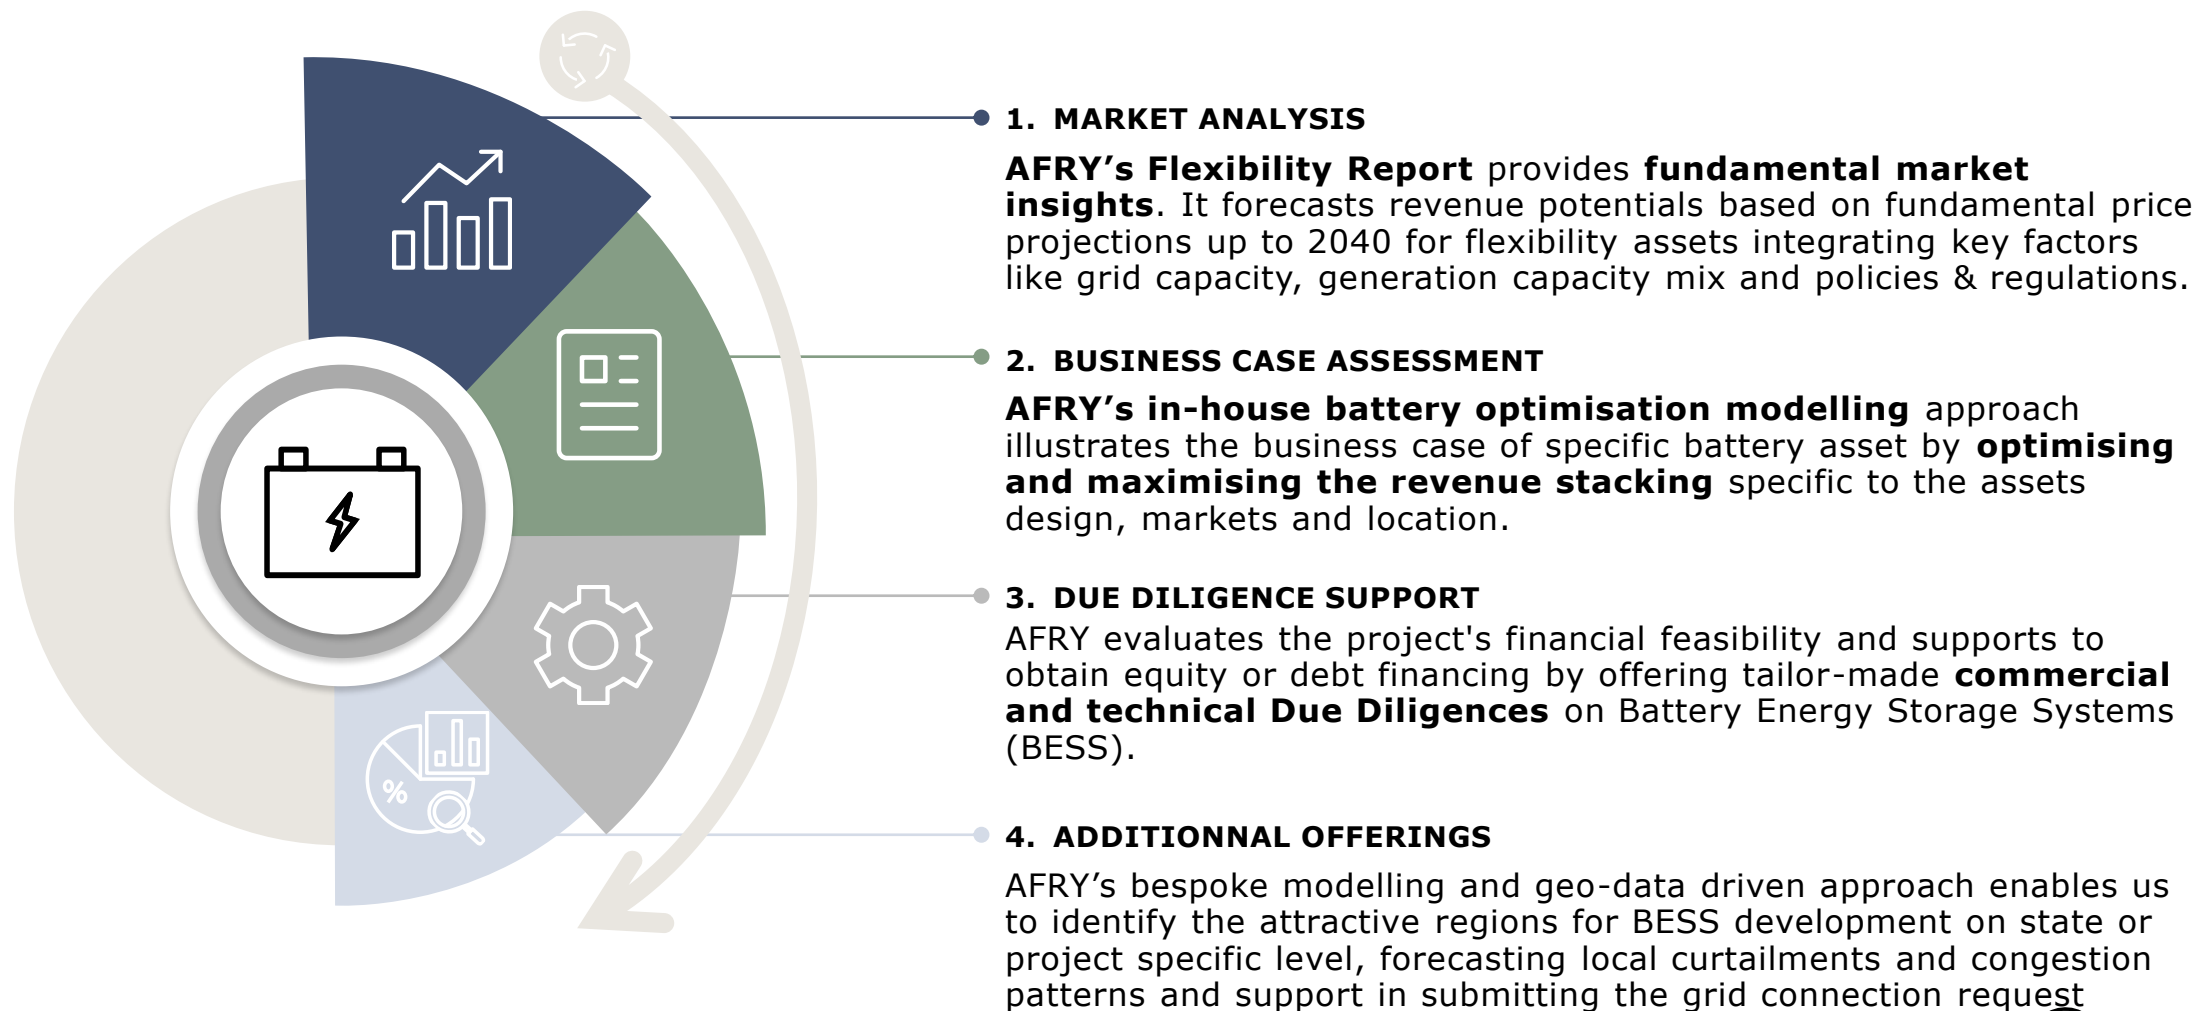 1. MARKET ANALYSIS
AFRY’s Flexibility Report provides fundamental market
insights. It forecasts revenue potentials based on fundamental price
projections up to 2040 for flexibility assets integrating key factors
like grid capacity, generation capacity mix and policies & regulations.
2. BUSINESS CASE ASSESSMENT
AFRY’s in-house battery optimisation modelling approach
illustrates the business case of specific battery asset by optimising
and maximising the revenue stacking specific to the assets
design, markets and location.
3. DUE DILIGENCE SUPPORT
AFRY evaluates the project's financial feasibility and supports to
obtain equity or debt financing by offering tailor-made commercial
and technical Due Diligences on Battery Energy Storage Systems
(BESS).
%
4. ADDITIONNAL OFFERINGS
AFRY’s bespoke modelling and geo-data driven approach enables us
to identify the attractive regions for BESS development on state or
project specific level, forecasting local curtailments and congestion
patterns and support in submitting the grid connection request